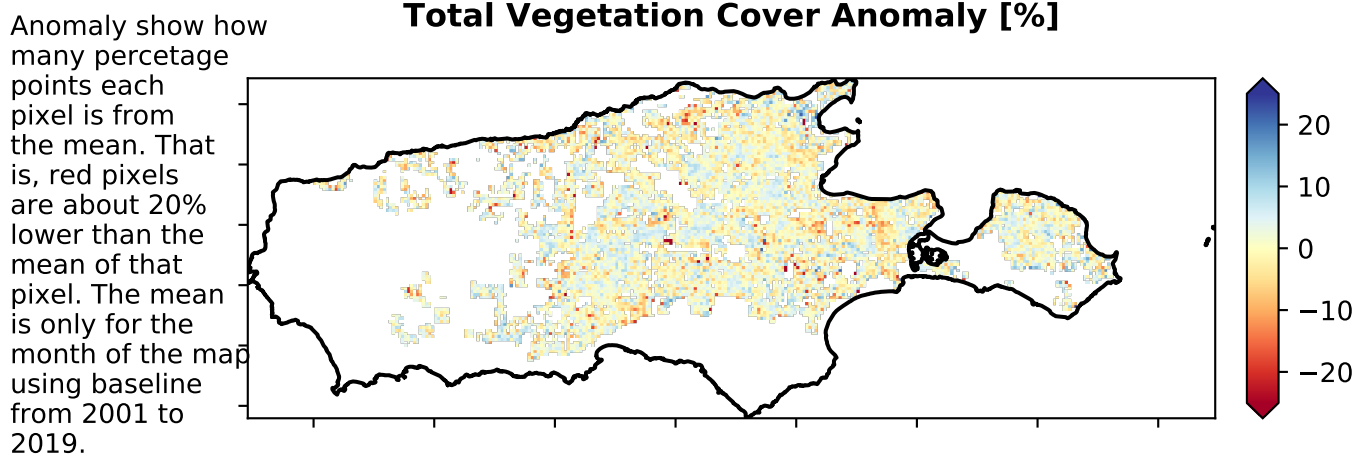 Total Vegetation Cover Anomaly [%]
Anomaly show how
many percetage
points each
pixel is from
the mean. That
is, red pixels
are about 20%
lower than the
mean of that
pixel. The mean
is only for the
month of the map
using baseline
from 2001 to
2019.
20
10
0
−10
−20